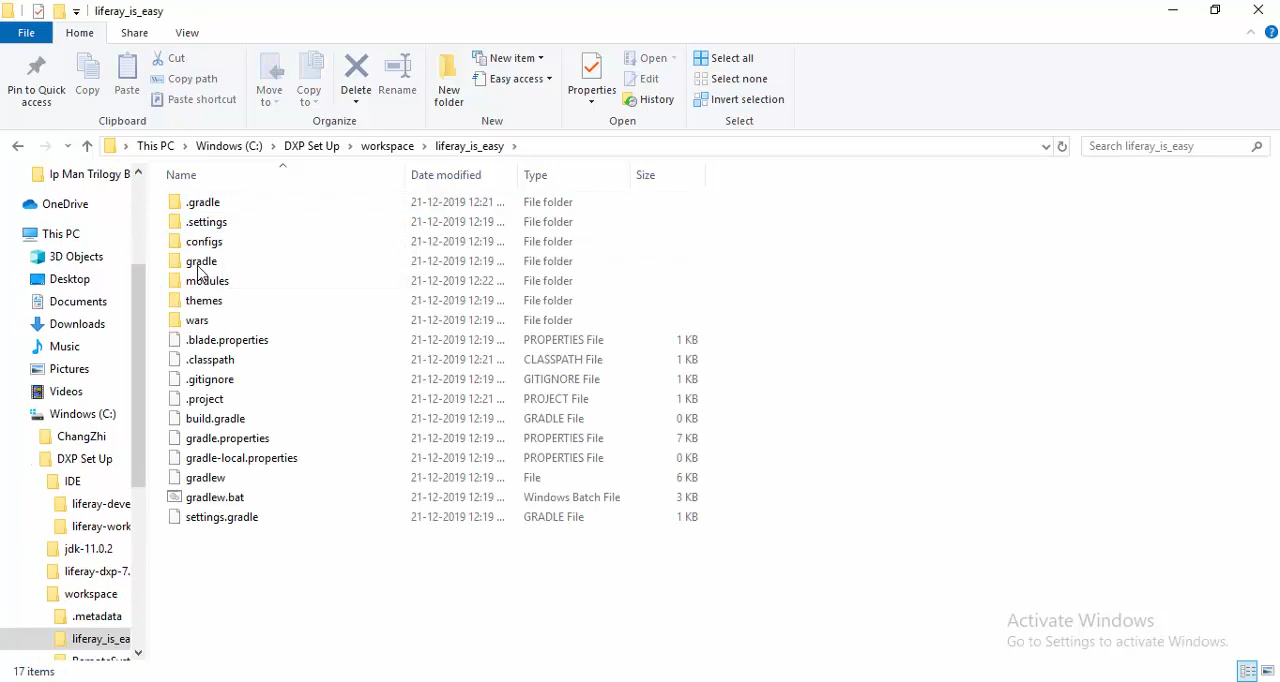 liferay_is_easy
File Home Share View
Pin to Quick access
Copy
Paste
Cut
Copy path
Paste shortcut
Clipboard
Move to
Copy to
Delete
Rename
Organize
New folder
New item
Easy access
New
Properties
Open
Edit
History
Open
Select all
Select none
Invert selection
Select
This PC > Windows (C:) > DXP Set Up > workspace > liferay_is_easy >
Search liferay_is_easy
Ip Man Trilogy B
OneDrive
This PC
3D Objects
Desktop
Documents
Downloads
Music
Pictures
Videos
Windows (C:)
ChangZhi
DXP Set Up
IDE
liferay-deve
liferay-work
jdk-11.0.2
liferay-dxp-7.
workspace
.metadata
liferay_is_ea
Name Date modified Type Size
.gradle 21-12-2019 12:21 ... File folder
.settings 21-12-2019 12:19 ... File folder
configs 21-12-2019 12:19 ... File folder
gradle 21-12-2019 12:19 ... File folder
modules 21-12-2019 12:22 ... File folder
themes 21-12-2019 12:19 ... File folder
wars 21-12-2019 12:19 ... File folder
.blade.properties 21-12-2019 12:19 ... PROPERTIES File 1 KB
.classpath 21-12-2019 12:21 ... CLASSPATH File 1 KB
.gitignore 21-12-2019 12:19 ... GITIGNORE File 1 KB
.project 21-12-2019 12:21 ... PROJECT File 1 KB
build.gradle 21-12-2019 12:19 ... GRADLE File 0 KB
gradle.properties 21-12-2019 12:19 ... PROPERTIES File 7 KB
gradle-local.properties 21-12-2019 12:19 ... PROPERTIES File 0 KB
gradlew 21-12-2019 12:19 ... File 6 KB
gradlew.bat 21-12-2019 12:19 ... Windows Batch File 3 KB
settings.gradle 21-12-2019 12:19 ... GRADLE File 1 KB
Activate Windows
Go to Settings to activate Windows.
17 items